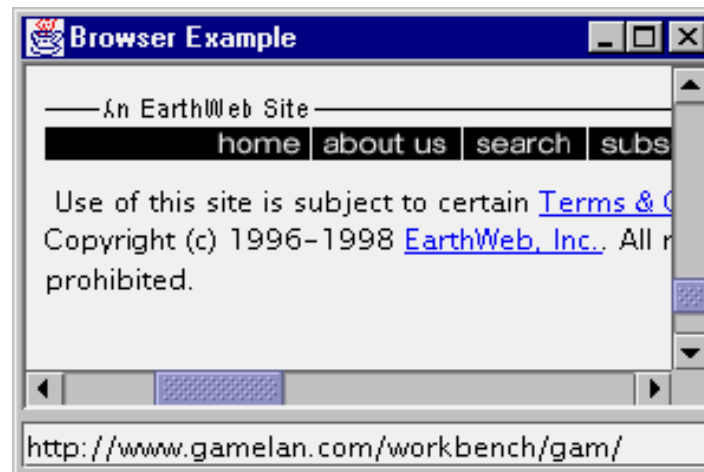 Browser Example
An EarthWeb Site
home about us search subs
Use of this site is subject to certain Terms & C
Copyright (c) 1996-1998 EarthWeb, Inc.. All r
prohibited.
http://www.gamelan.com/workbench/gam/